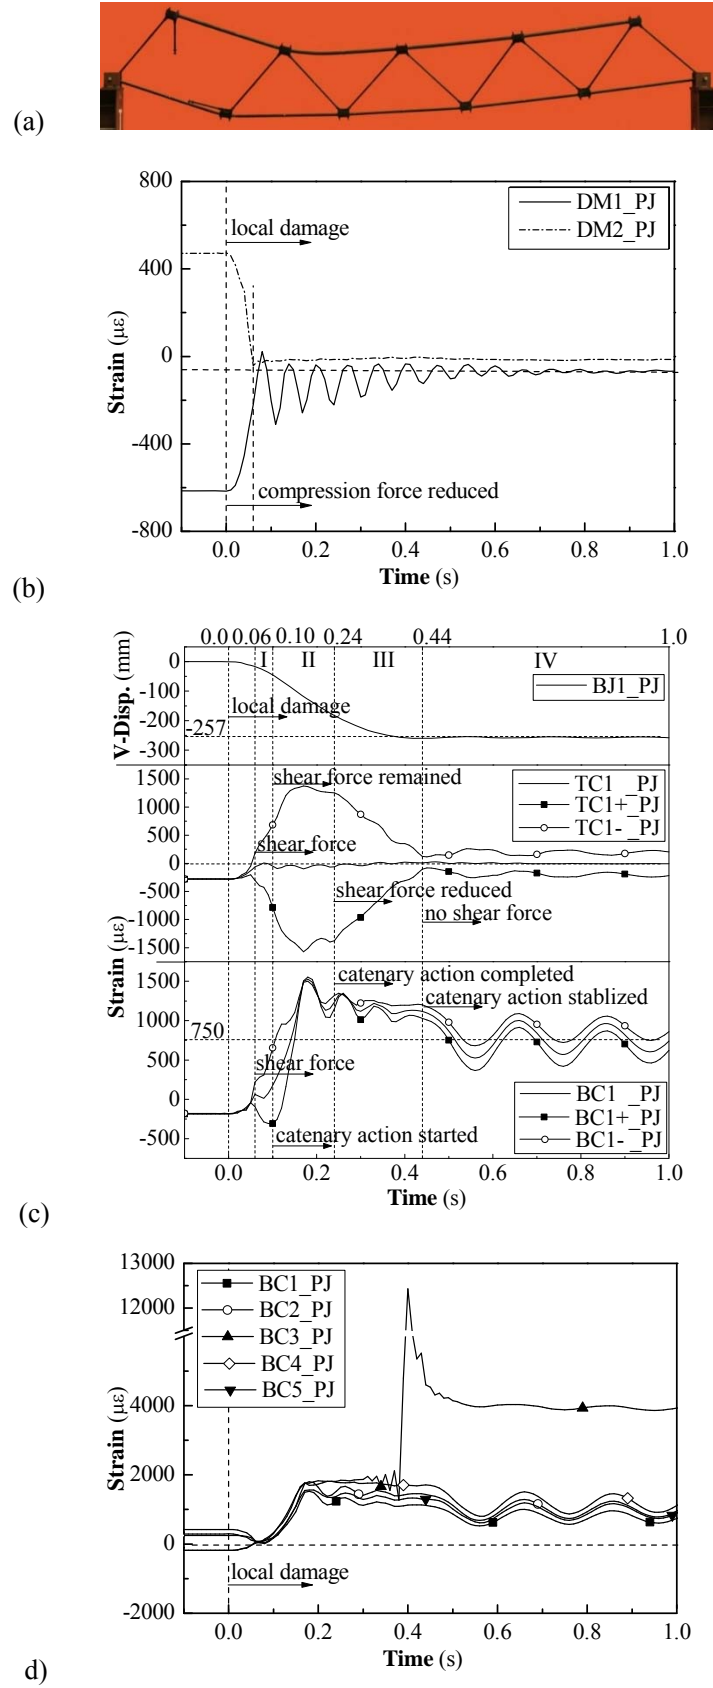 (a)
800
400
0
-400
-800
Strain (με)
DM1_PJ
DM2_PJ
local damage
compression force reduced
0.0 0.2 0.4 0.6 0.8 1.0
Time (s)
(b)
0.0 0.06 0.10 0.24 0.44 1.0
I II III IV
0
-100
-200
-300
-257
V-Disp. (mm)
BJ1_PJ
local damage
1500
1000
500
0
-500
-1000
-1500
shear force remained
shear force
shear force reduced
no shear force
TC1 _PJ
TC1+_PJ
TC1-_PJ
Strain (με)
1500
1000
750
500
0
-500
catenary action completed
catenary action stablized
shear force
catenary action started
BC1 _PJ
BC1+_PJ
BC1-_PJ
0.0 0.2 0.4 0.6 0.8 1.0
Time (s)
(c)
13000
12000
4000
2000
0
-2000
Strain (με)
BC1_PJ
BC2_PJ
BC3_PJ
BC4_PJ
BC5_PJ
local damage
0.0 0.2 0.4 0.6 0.8 1.0
Time (s)
d)